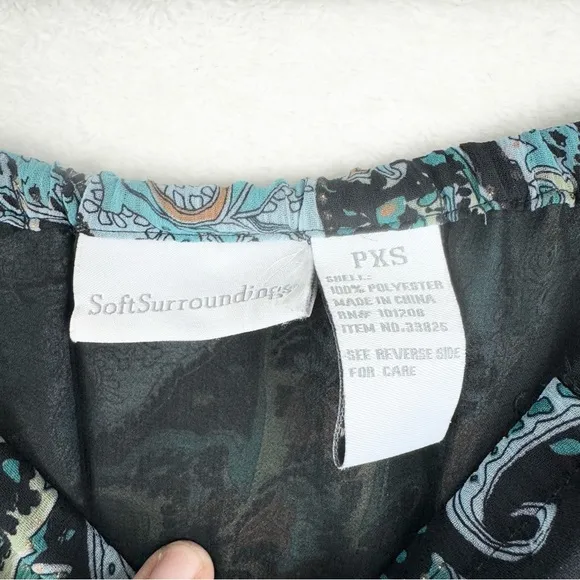 SoftSurroundings
PXS
SHELL:
100% POLYESTER
MADE IN CHINA
RN# 101208
ITEM NO.33825
SEE REVERSE SIDE
FOR CARE